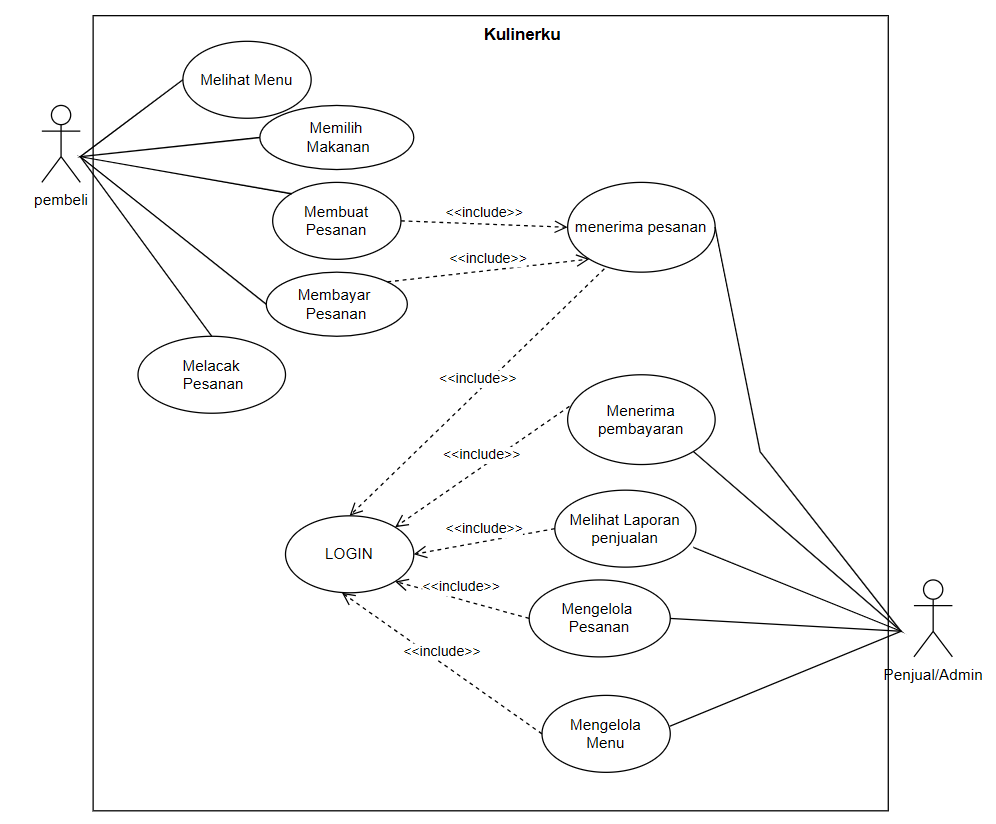 Kulinerku
Melihat Menu
Memilih
Makanan
pembeli
Membuat
Pesanan
<<include>>
menerima pesanan
<<include>>
Membayar
Pesanan
Melacak
Pesanan
<<include>>
Menerima
pembayaran
<<include>>
Melihat Laporan
penjualan
<<include>>
LOGIN
<<include>>
Mengelola
Pesanan
<<include>>
Penjual/Admin
Mengelola
Menu